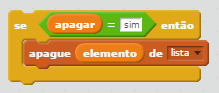 se apagar = sim então
apague elemento de lista